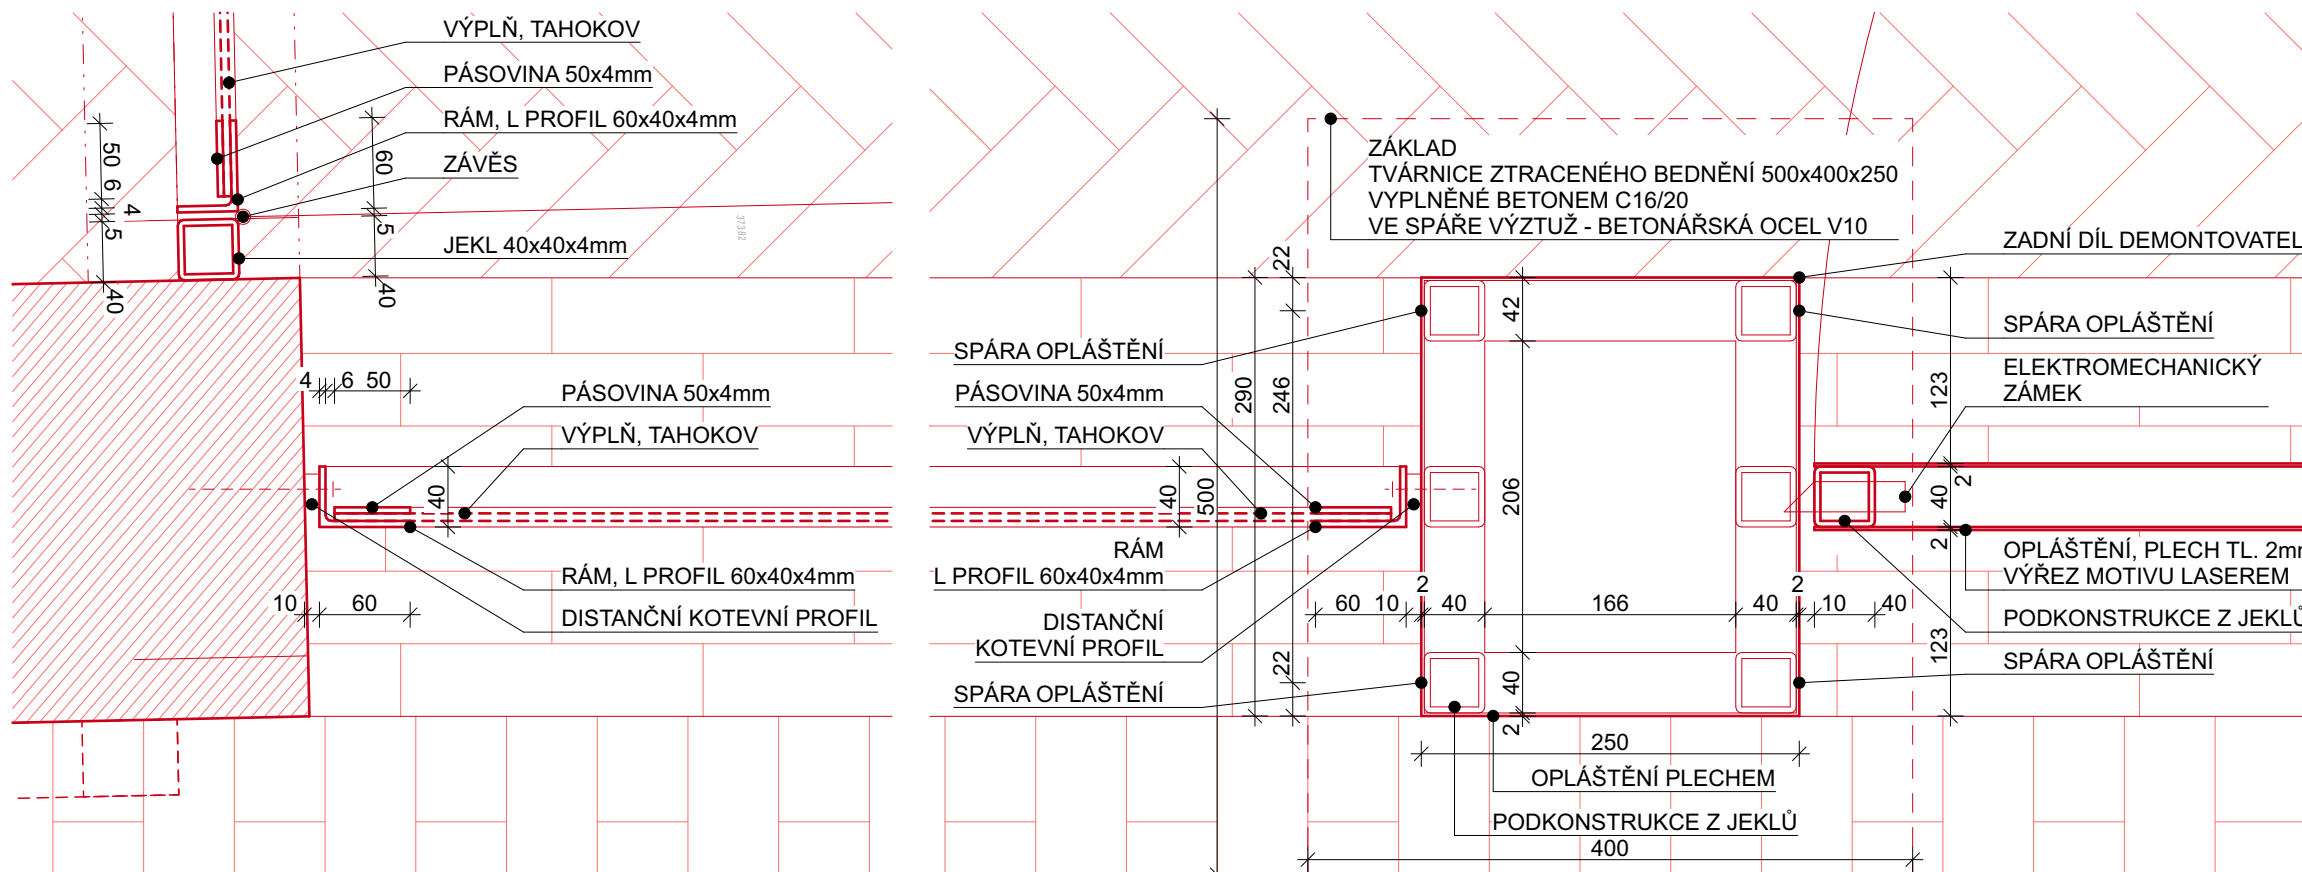 VÝPLŇ, TAHOKOV
PÁSOVINA 50x4mm
RÁM, L PROFIL 60x40x4mm
ZÁVĚS
JEKL 40x40x4mm
50
6
4
5
40
60
5
40
37382
4
6
50
PÁSOVINA 50x4mm
VÝPLŇ, TAHOKOV
40
RÁM, L PROFIL 60x40x4mm
DISTANČNÍ KOTEVNÍ PROFIL
10
60
ZÁKLAD
TVÁRNICE ZTRACENÉHO BEDNĚNÍ 500x400x250
VYPLNĚNÉ BETONEM C16/20
VE SPÁŘE VÝZTUŽ - BETONÁŘSKÁ OCEL V10
SPÁRA OPLÁŠTĚNÍ
PÁSOVINA 50x4mm
VÝPLŇ, TAHOKOV
RÁM
L PROFIL 60x40x4mm
DISTANČNÍ
KOTEVNÍ PROFIL
SPÁRA OPLÁŠTĚNÍ
40
500
290
22
246
22
42
206
40
2
60
10
2
40
166
40
2
10
40
250
OPLÁŠTĚNÍ PLECHEM
PODKONSTRUKCE Z JEKLŮ
400
ZADNÍ DÍL DEMONTOVATEL
SPÁRA OPLÁŠTĚNÍ
ELEKTROMECHANICKÝ
ZÁMEK
123
2
40
2
123
OPLÁŠTĚNÍ, PLECH TL. 2mm
VÝŘEZ MOTIVU LASEREM
PODKONSTRUKCE Z JEKLŮ
SPÁRA OPLÁŠTĚNÍ